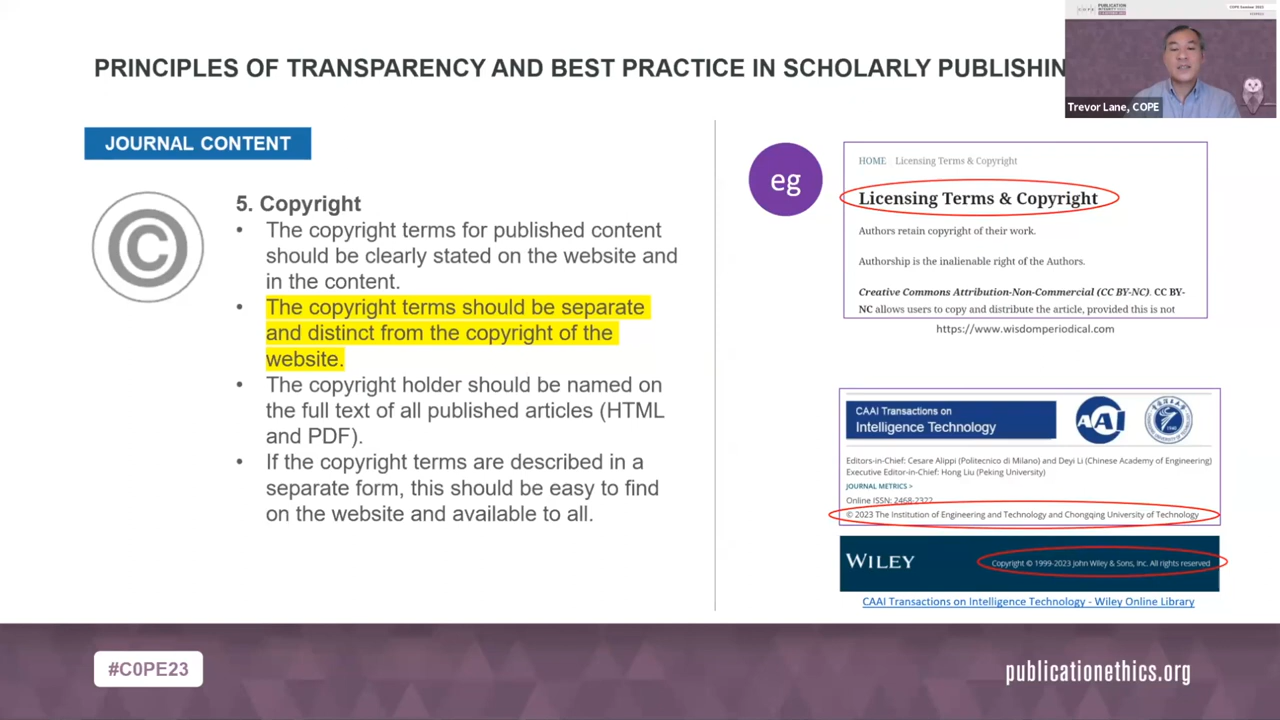 PRINCIPLES OF TRANSPARENCY AND BEST PRACTICE IN SCHOLARLY PUBLISHIN
JOURNAL CONTENT
5. Copyright
• The copyright terms for published content
should be clearly stated on the website and
in the content.
• The copyright terms should be separate
and distinct from the copyright of the
website.
• The copyright holder should be named on
the full text of all published articles (HTML
and PDF).
• If the copyright terms are described in a
separate form, this should be easy to find
on the website and available to all.
eg
HOME Licensing Terms & Copyright
Licensing Terms & Copyright
Authors retain copyright of their work.
Authorship is the inalienable right of the Authors.
Creative Commons Attribution-Non-Commercial (CC BY-NC). CC BY-
NC allows users to copy and distribute the article, provided this is not
https://www.wisdomperiodical.com
CAAI Transactions on
Intelligence Technology
Editors-in-Chief: Cesare Alippi (Politecnico di Milano) and Deyi Li (Chinese Academy of Engineering)
Executive Editor-in-Chief: Hong Liu (Peking University)
JOURNAL METRICS >
Online ISSN: 2468-2322
© 2023 The Institution of Engineering and Technology and Chongqing University of Technology
WILEY
Copyright © 1999-2023 John Wiley & Sons, Inc. All rights reserved
CAAI Transactions on Intelligence Technology - Wiley Online Library
Trevor Lane, COPE
#C0PE23
publicationethics.org